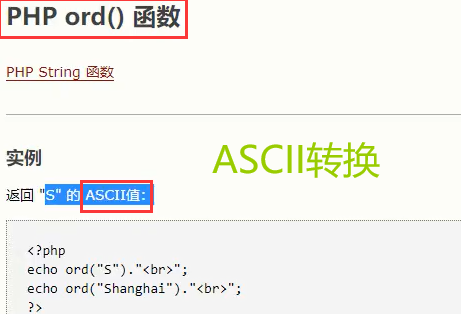 PHP ord() 函数
PHP String 函数
实例
ASCII转换
返回 "S" 的 ASCII值:
<?php
echo ord("S")."<br>";
echo ord("Shanghai")."<br>";
?>